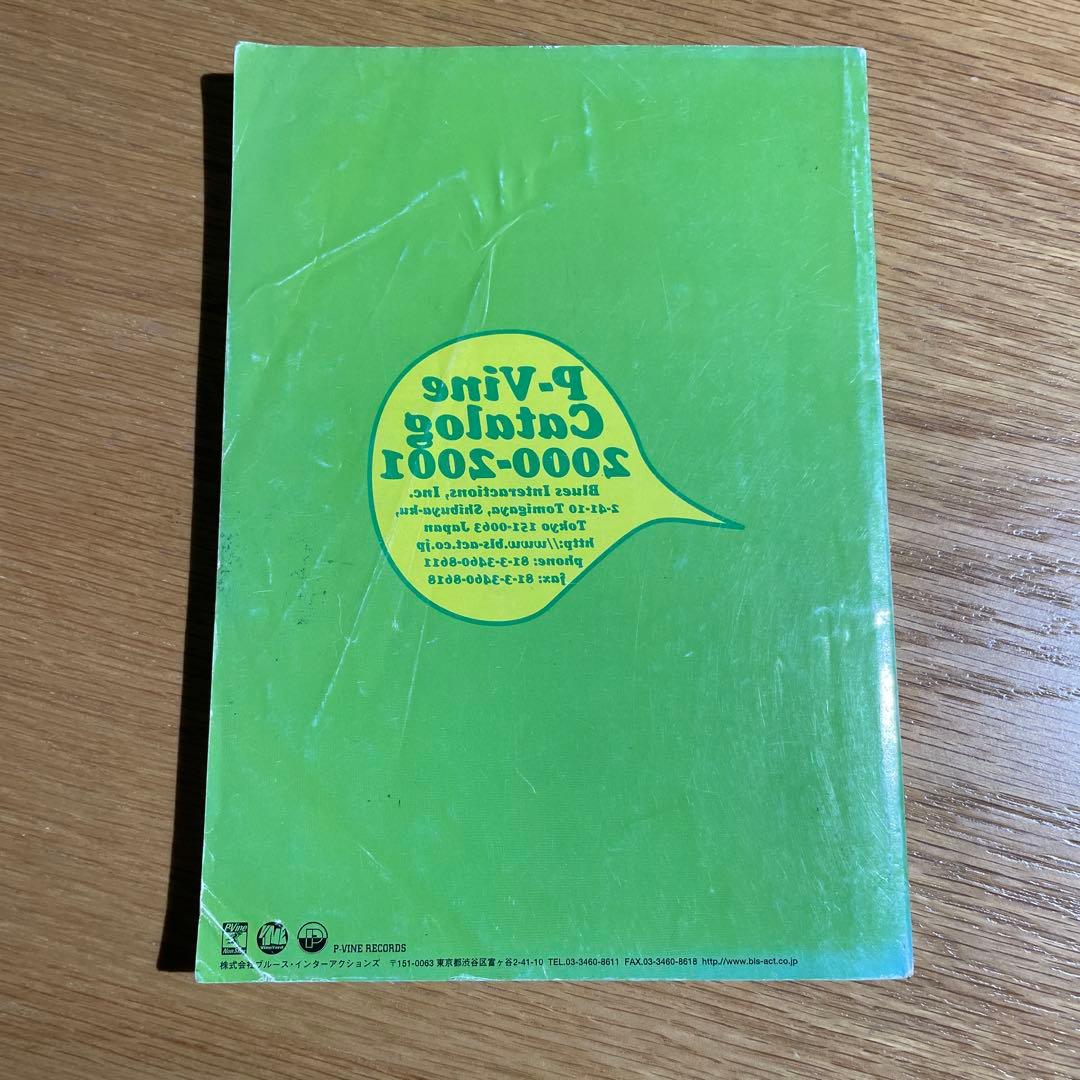 P-Vine
Catalog
2000-2001
Blues Interactions, Inc.
2-41-10 Tomigaya, Shibuya-ku,
Tokyo 151-0063 Japan
http://www.bls-act.co.jp
phone: 81-3-3460-8611
fax: 81-3-3460-8618
PVine
NonStop
P-VINE RECORDS
株式会社ブルース・インターアクションズ 〒151-0063 東京都渋谷区富ヶ谷2-41-10 TEL.03-3460-8611 FAX.03-3460-8618 http://www.bls-act.co.jp